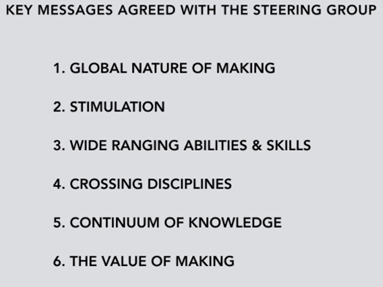 KEY MESSAGES AGREED WITH THE STEERING GROUP
1. GLOBAL NATURE OF MAKING
2. STIMULATION
3. WIDE RANGING ABILITIES & SKILLS
4. CROSSING DISCIPLINES
5. CONTINUUM OF KNOWLEDGE
6. THE VALUE OF MAKING